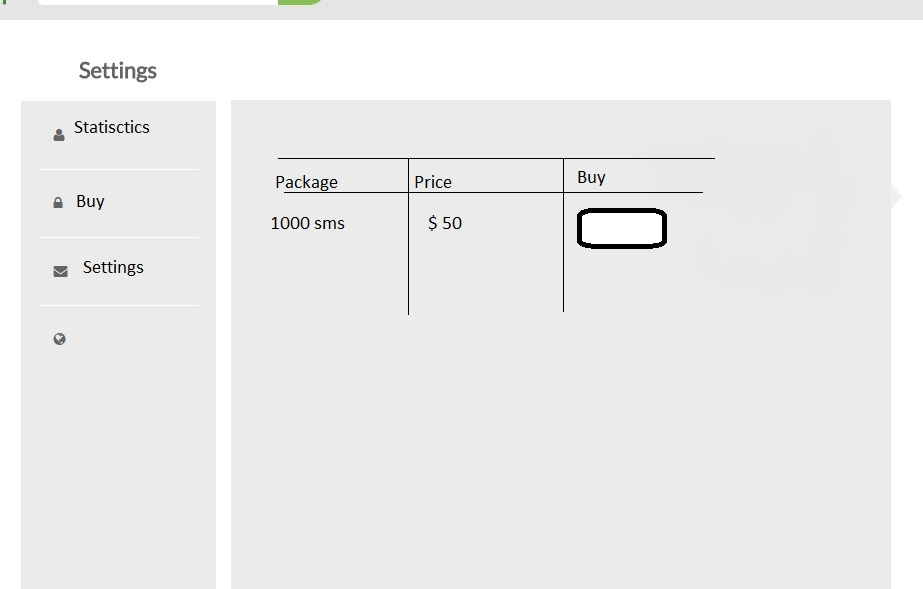 Settings
Statisctics
Buy
Settings
Package Price Buy
1000 sms $ 50